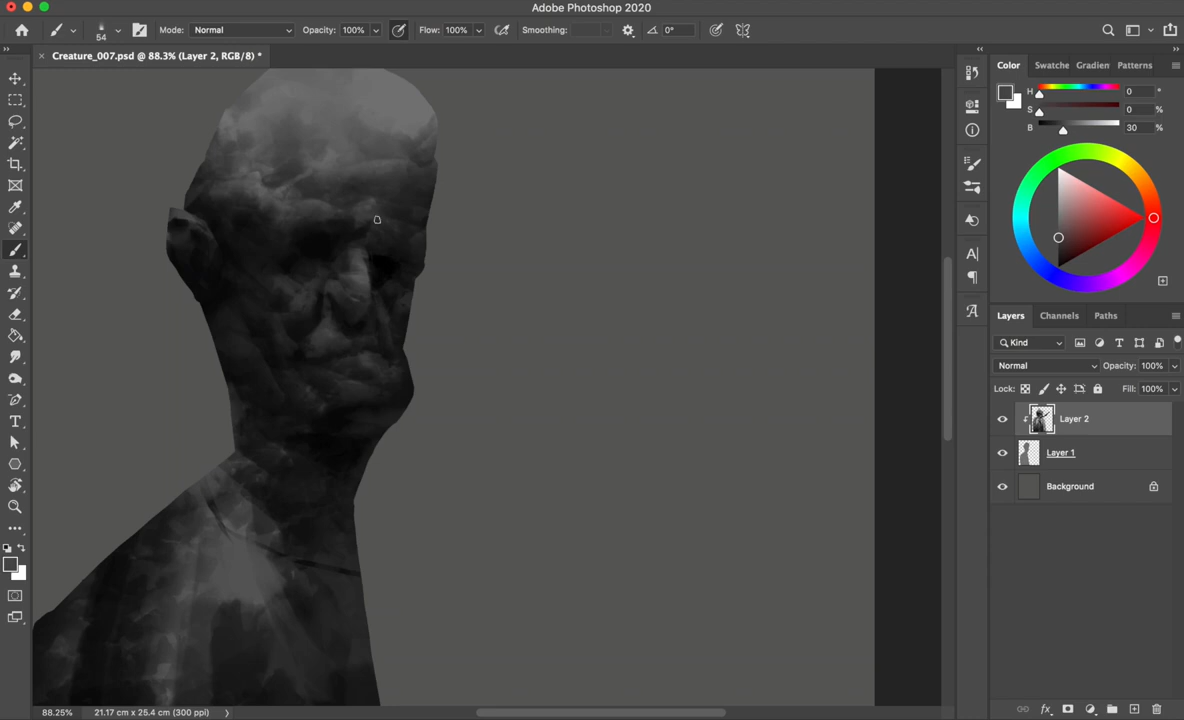 Adobe Photoshop 2020
54 Mode: Normal Opacity: 100% Flow: 100% Smoothing: 0°
Creature_007.psd @ 88.3% (Layer 2, RGB/8) *
Color Swatche Gradien Patterns
H 0 °
S 0 %
B 30 %
Layers Channels Paths
Kind
Normal Opacity: 100%
Lock: Fill: 100%
Layer 2
Layer 1
Background
88.25% 21.17 cm x 25.4 cm (300 ppi)